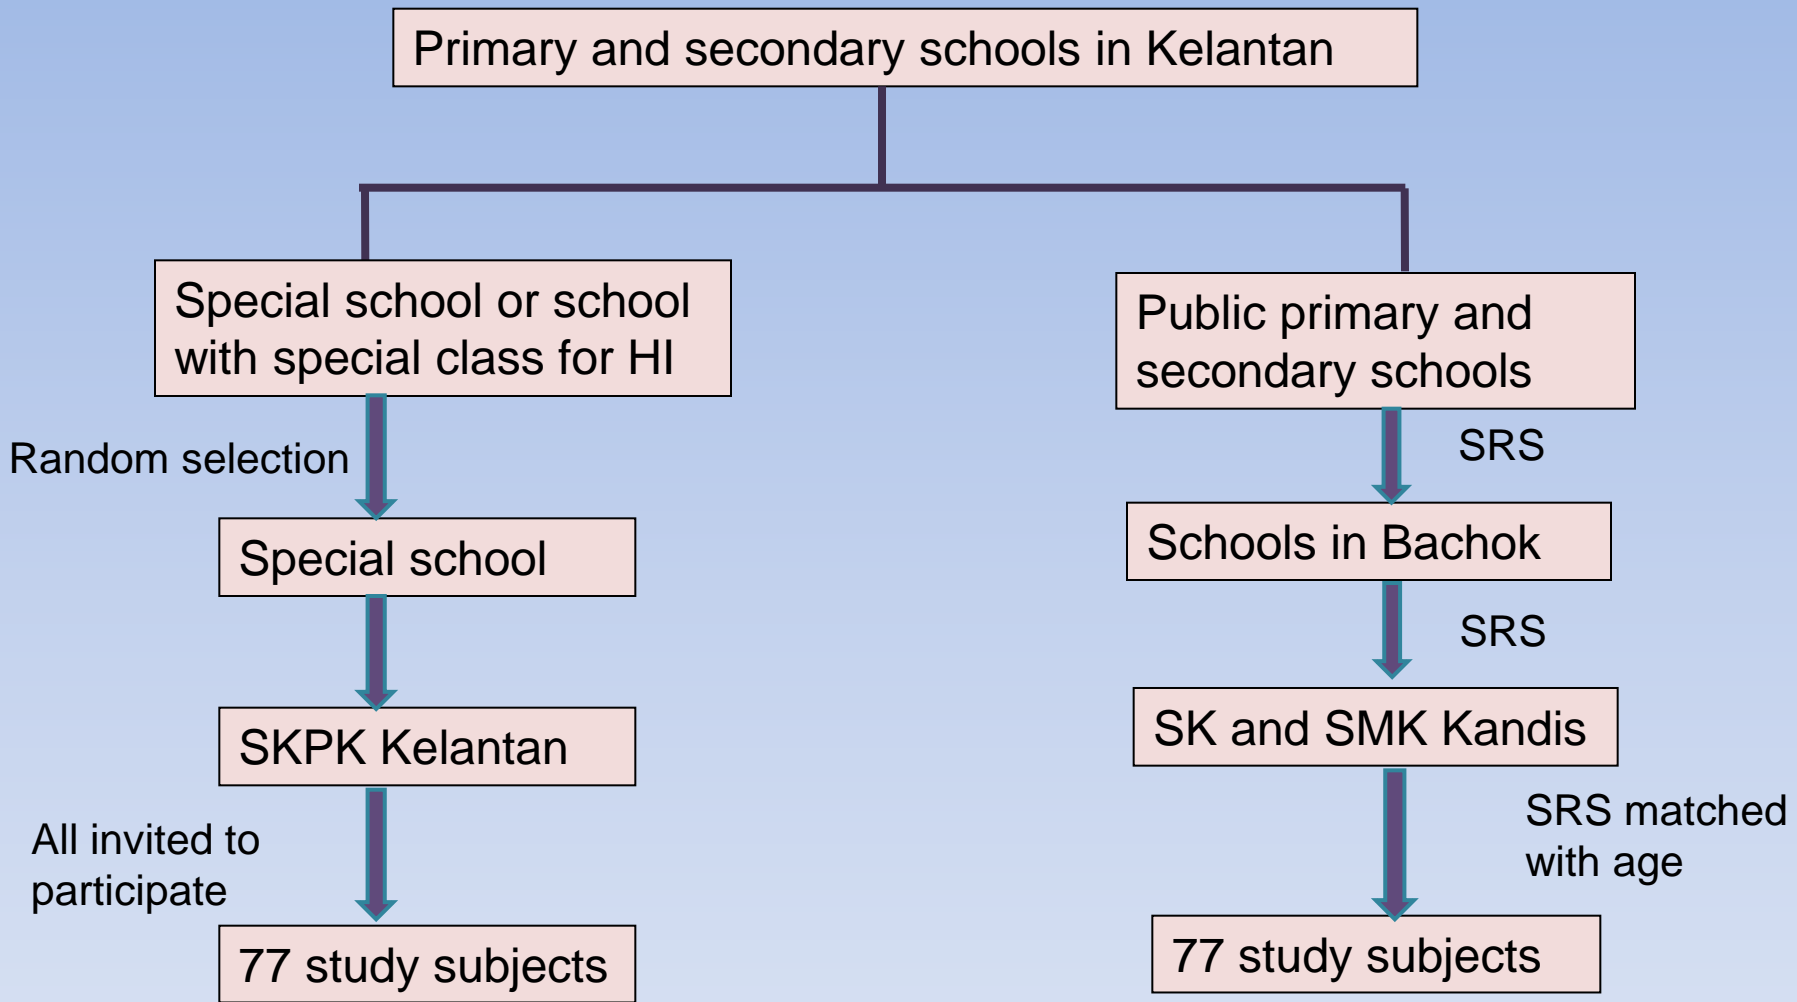 Primary and secondary schools in Kelantan
Special school or school
with special class for HI
Public primary and
secondary schools
Random selection
SRS
Special school
Schools in Bachok
SRS
SKPK Kelantan
SK and SMK Kandis
All invited to
participate
SRS matched
with age
77 study subjects
77 study subjects